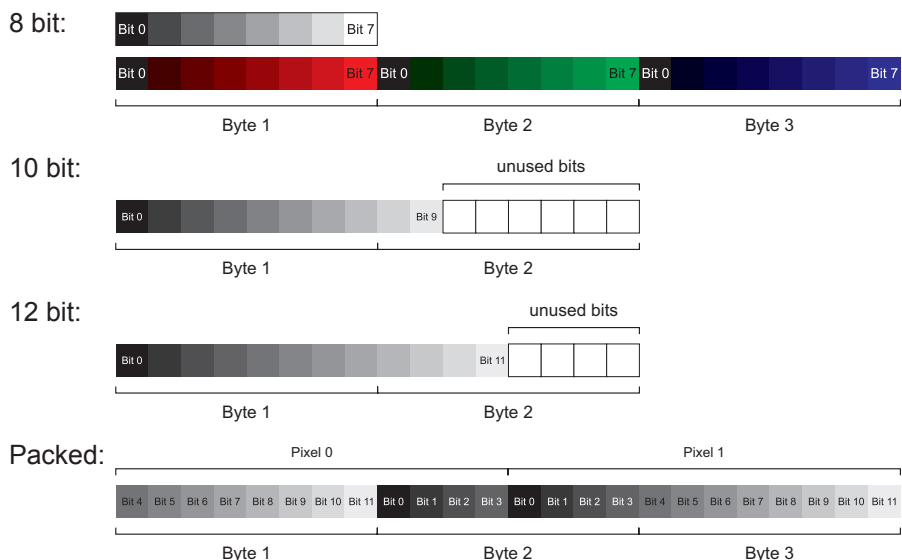 8 bit:
Bit 0 Bit 7
Bit 0 Bit 7 Bit 0 Bit 7 Bit 0 Bit 7
Byte 1 Byte 2 Byte 3
10 bit:
unused bits
Bit 0 Bit 9
Byte 1 Byte 2
12 bit:
unused bits
Bit 0 Bit 11
Byte 1 Byte 2
Packed:
Pixel 0 Pixel 1
Bit 4 Bit 5 Bit 6 Bit 7 Bit 8 Bit 9 Bit 10 Bit 11 Bit 0 Bit 1 Bit 2 Bit 3 Bit 0 Bit 1 Bit 2 Bit 3 Bit 4 Bit 5 Bit 6 Bit 7 Bit 8 Bit 9 Bit 10 Bit 11
Byte 1 Byte 2 Byte 3